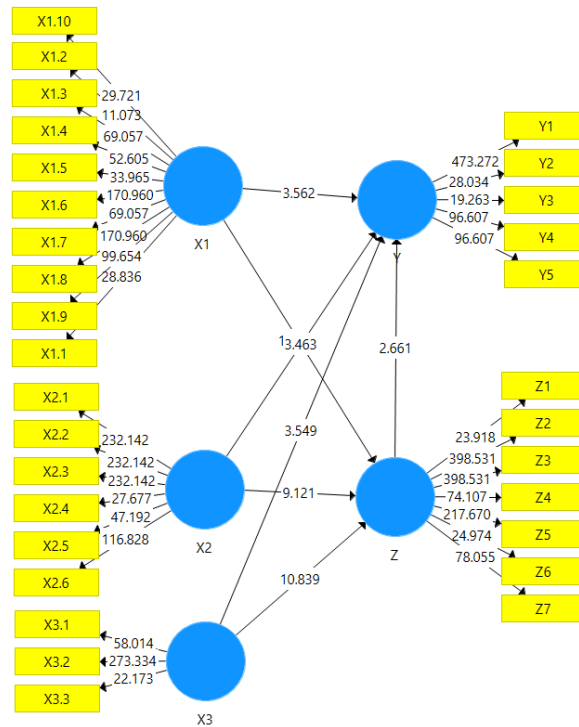 X1.10
X1.2
X1.3
X1.4
X1.5
X1.6
X1.7
X1.8
X1.9
X1.1
29.721
11.073
69.057
52.605
33.965
170.960
69.057
170.960
99.654
28.836
X1
3.562
Y1
Y2
Y3
Y4
Y5
473.272
28.034
19.263
96.607
96.607
Y
3.463
2.661
3.549
X2.1
X2.2
X2.3
X2.4
X2.5
X2.6
232.142
232.142
232.142
27.677
47.192
116.828
X2
9.121
Z1
Z2
Z3
Z4
Z5
Z6
Z7
23.918
398.531
398.531
74.107
217.670
24.974
78.055
Z
10.839
X3.1
X3.2
X3.3
58.014
273.334
22.173
X3